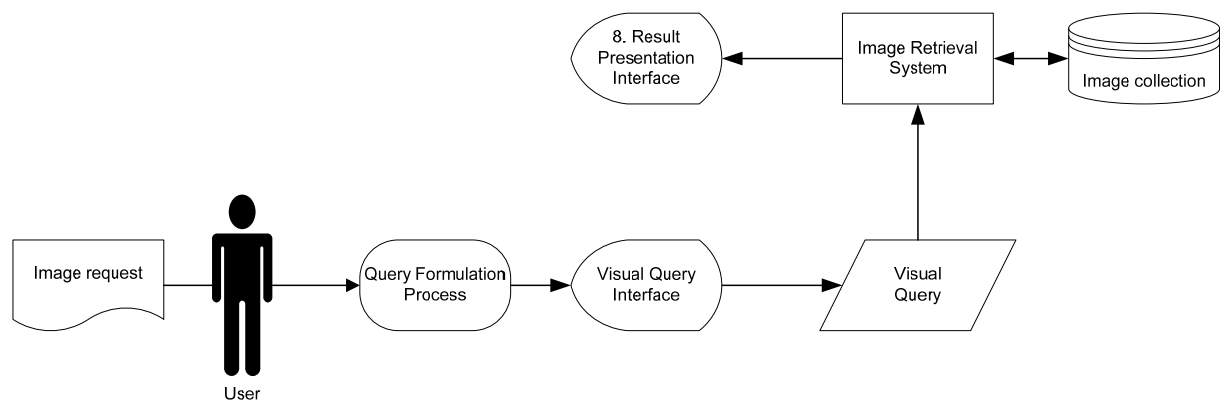 8. Result
Presentation
Interface
Image Retrieval
System
Image collection
Image request
User
Query Formulation
Process
Visual Query
Interface
Visual
Query